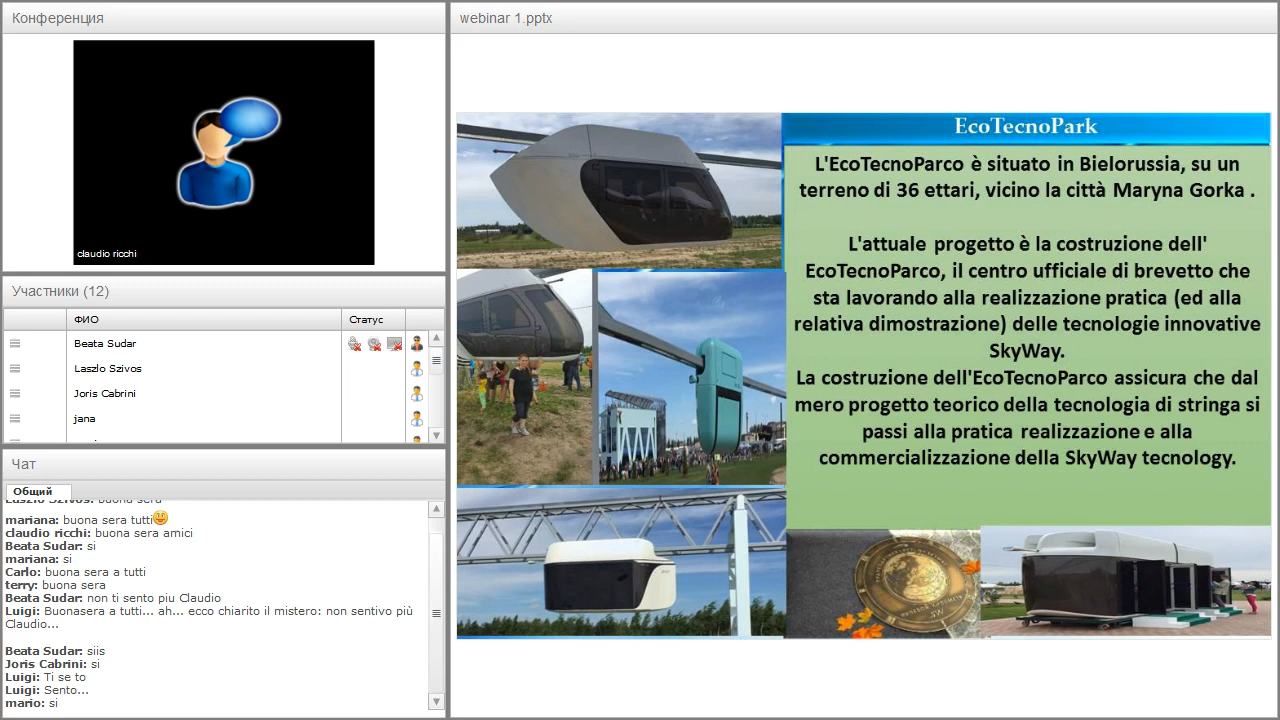 Конференция
claudio ricchi
Участники (12)
ФИО
Статус
Beata Sudar
Laszlo Szivos
Joris Cabrini
jana
Чат
Общий
Laszlo Szivos: buona sera
mariana: buona sera tutti
claudio ricchi: buona sera amici
Beata Sudar: si
mariana: si
Carlo: buona sera a tutti
terry: buona sera
Beata Sudar: non ti sento piu Claudio
Luigi: Buonasera a tutti... ah... ecco chiarito il mistero: non sentivo più
Claudio...
Beata Sudar: siis
Joris Cabrini: si
Luigi: Ti se to
Luigi: Sento...
mario: si
webinar 1.pptx
EcoTecnoPark
L'EcoTecnoParco è situato in Bielorussia, su un
terreno di 36 ettari, vicino la città Maryna Gorka .
L'attuale progetto è la costruzione dell'
EcoTecnoParco, il centro ufficiale di brevetto che
sta lavorando alla realizzazione pratica (ed alla
relativa dimostrazione) delle tecnologie innovative
SkyWay.
La costruzione dell'EcoTecnoParco assicura che dal
mero progetto teorico della tecnologia di stringa si
passi alla pratica realizzazione e alla
commercializzazione della SkyWay tecnology.